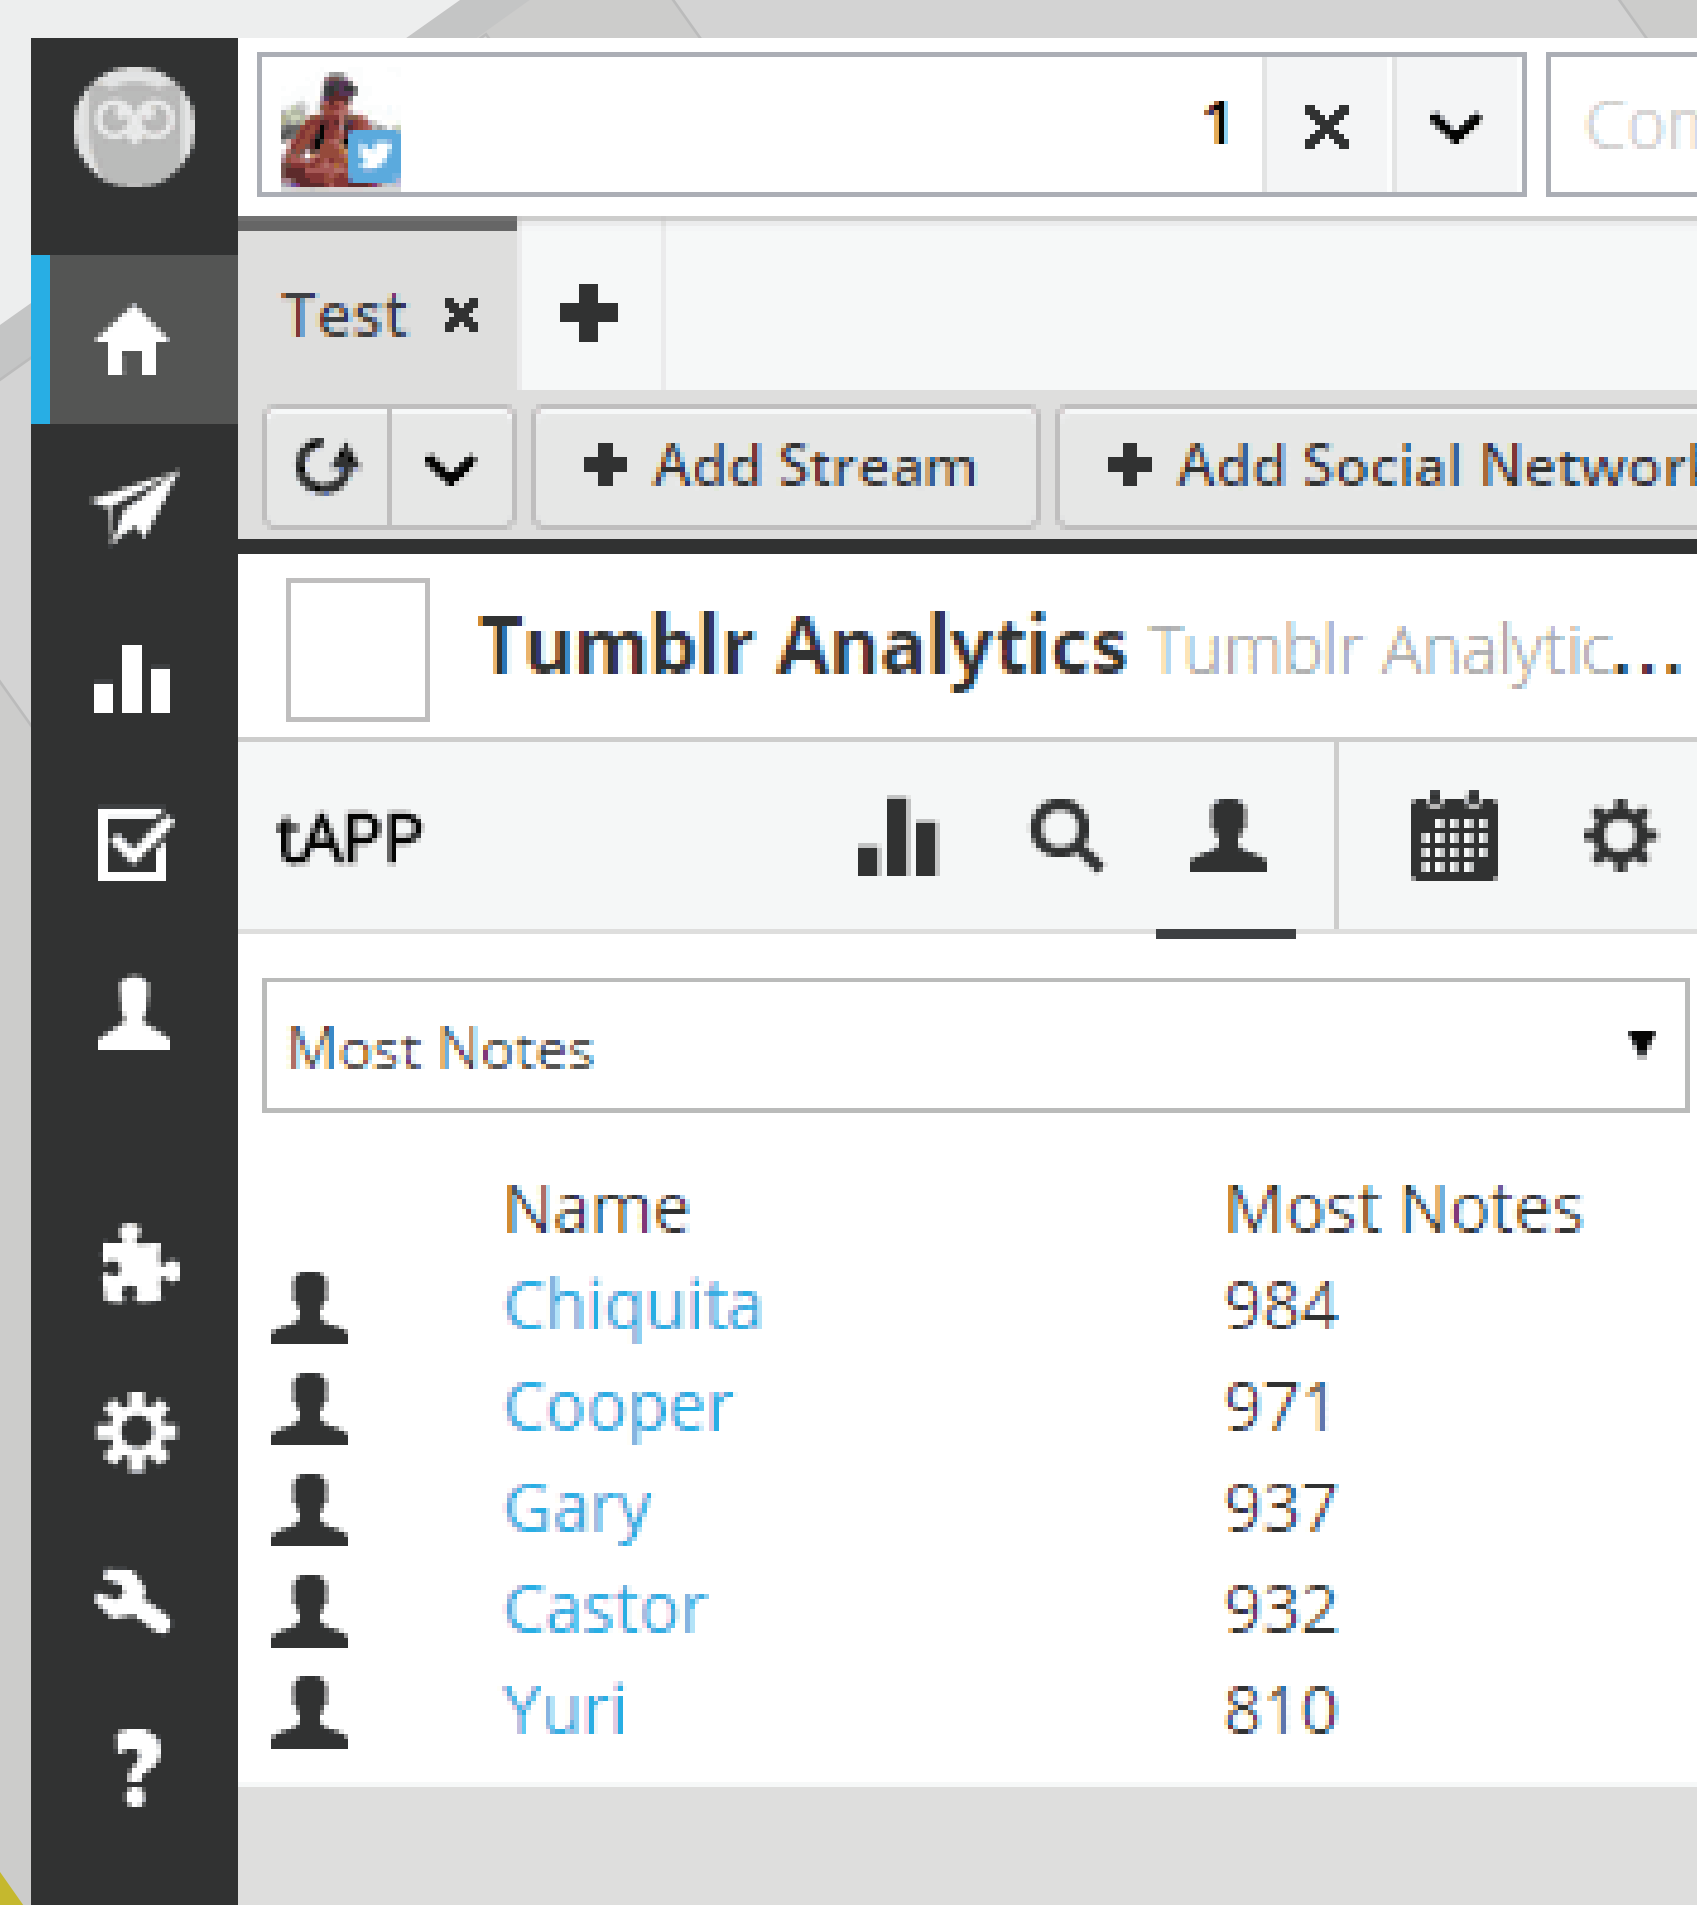 1
Con
Test
Add Stream
Add Social Network
Tumblr Analytics Tumblr Analytic...
tAPP
Most Notes
Name Most Notes
Chiquita 984
Cooper 971
Gary 937
Castor 932
Yuri 810